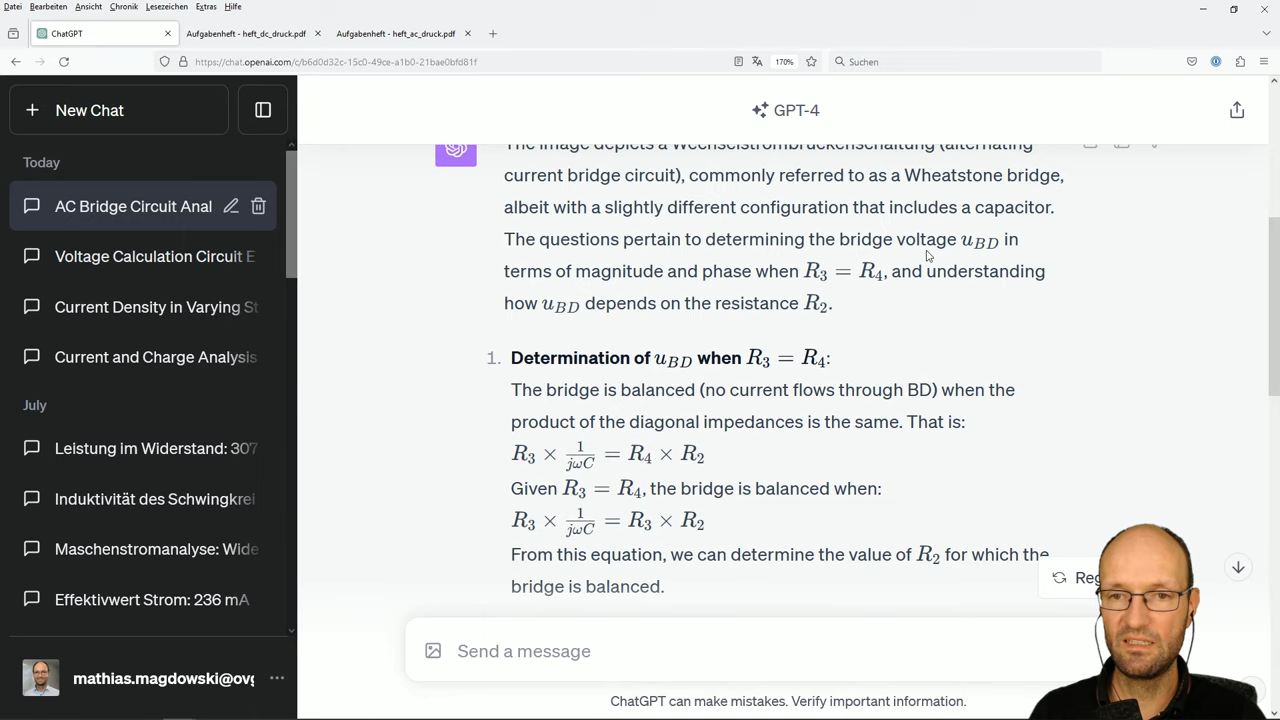 Datei Bearbeiten Ansicht Chronik Lesezeichen Extras Hilfe
ChatGPT
Aufgabenheft - heft_dc_druck.pdf
Aufgabenheft - heft_ac_druck.pdf
https://chat.openai.com/c/b6d0d32c-15c0-49ce-a1b0-21bae0bfd81f
170%
Suchen
New Chat
Today
AC Bridge Circuit Anal
Voltage Calculation Circuit E
Current Density in Varying St
Current and Charge Analysis
July
Leistung im Widerstand: 307
Induktivität des Schwingkrei
Maschenstromanalyse: Wide
Effektivwert Strom: 236 mA
mathias.magdowski@ovg
GPT-4
The image depicts a Wechselstrombrückenschaltung (alternating
current bridge circuit), commonly referred to as a Wheatstone bridge,
albeit with a slightly different configuration that includes a capacitor.
The questions pertain to determining the bridge voltage u_BD in
terms of magnitude and phase when R_3 = R_4, and understanding
how u_BD depends on the resistance R_2.
1. Determination of u_BD when R_3 = R_4:
The bridge is balanced (no current flows through BD) when the
product of the diagonal impedances is the same. That is:
R_3 × 1/jωC = R_4 × R_2
Given R_3 = R_4, the bridge is balanced when:
R_3 × 1/jωC = R_3 × R_2
From this equation, we can determine the value of R_2 for which the
bridge is balanced.
Reg
Send a message
ChatGPT can make mistakes. Verify important information.